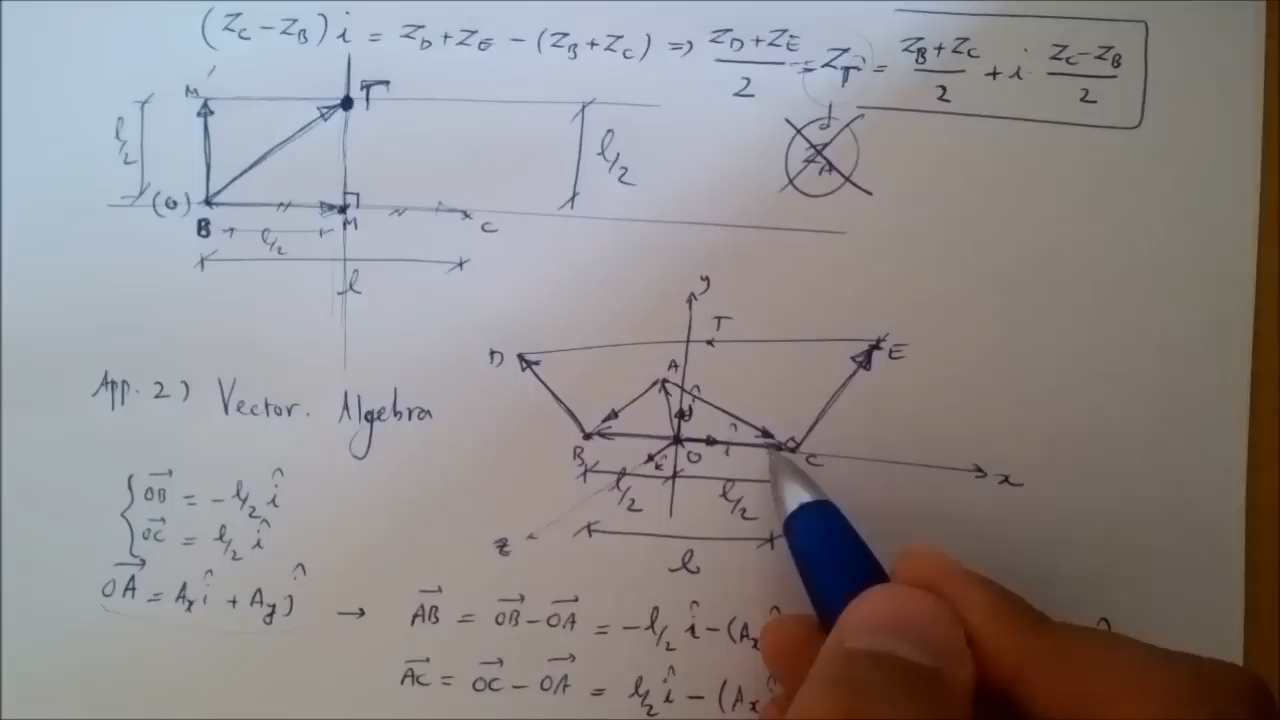 (Z_C - Z_B) i = Z_D + Z_E - (Z_B + Z_C) ⇒ (Z_D + Z_E)/2 = Z_T = (Z_B + Z_C)/2 + i · (Z_C - Z_B)/2
M' T
l/2 l/2 Z_A
(0) B M C
l/2
l
y
D T E
A
ĵ
App. 2) Vector. Algebra
B k̂ O î C x
l/2 l/2
z l
{ OB→ = - l/2 î
OC→ = l/2 î
OA→ = A_x î + A_y ĵ → AB→ = OB→ - OA→ = - l/2 î - (A_x
AC→ = OC→ - OA→ = l/2 î - (A_x